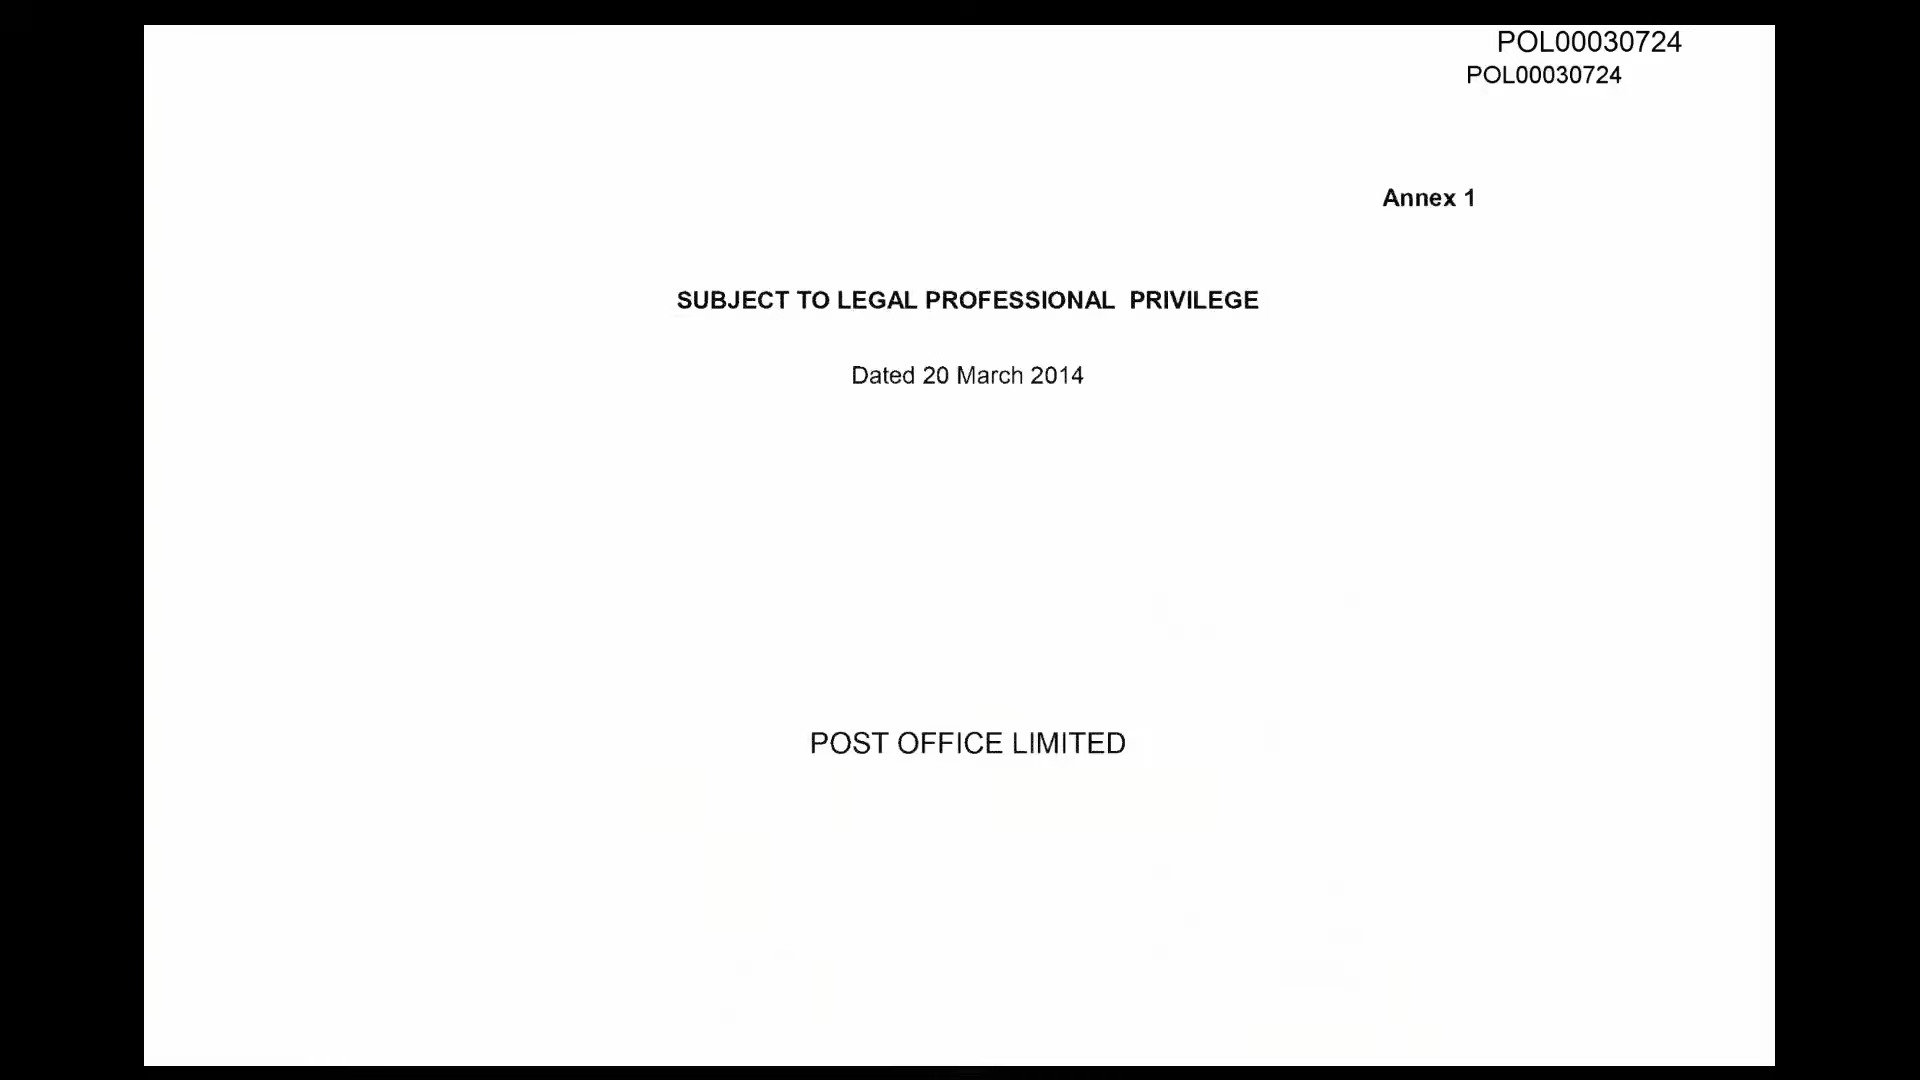 POL00030724
POL00030724
Annex 1
SUBJECT TO LEGAL PROFESSIONAL PRIVILEGE
Dated 20 March 2014
POST OFFICE LIMITED